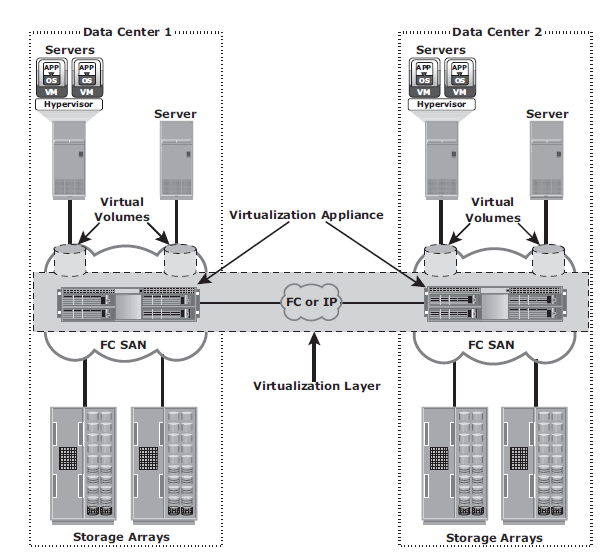 Data Center 1
Data Center 2
Servers
Servers
APP
OS
VM
APP
OS
VM
APP
OS
VM
APP
OS
VM
Hypervisor
Hypervisor
Server
Server
Virtual
Volumes
Virtualization Appliance
Virtual
Volumes
FC or IP
FC SAN
FC SAN
Virtualization Layer
Storage Arrays
Storage Arrays